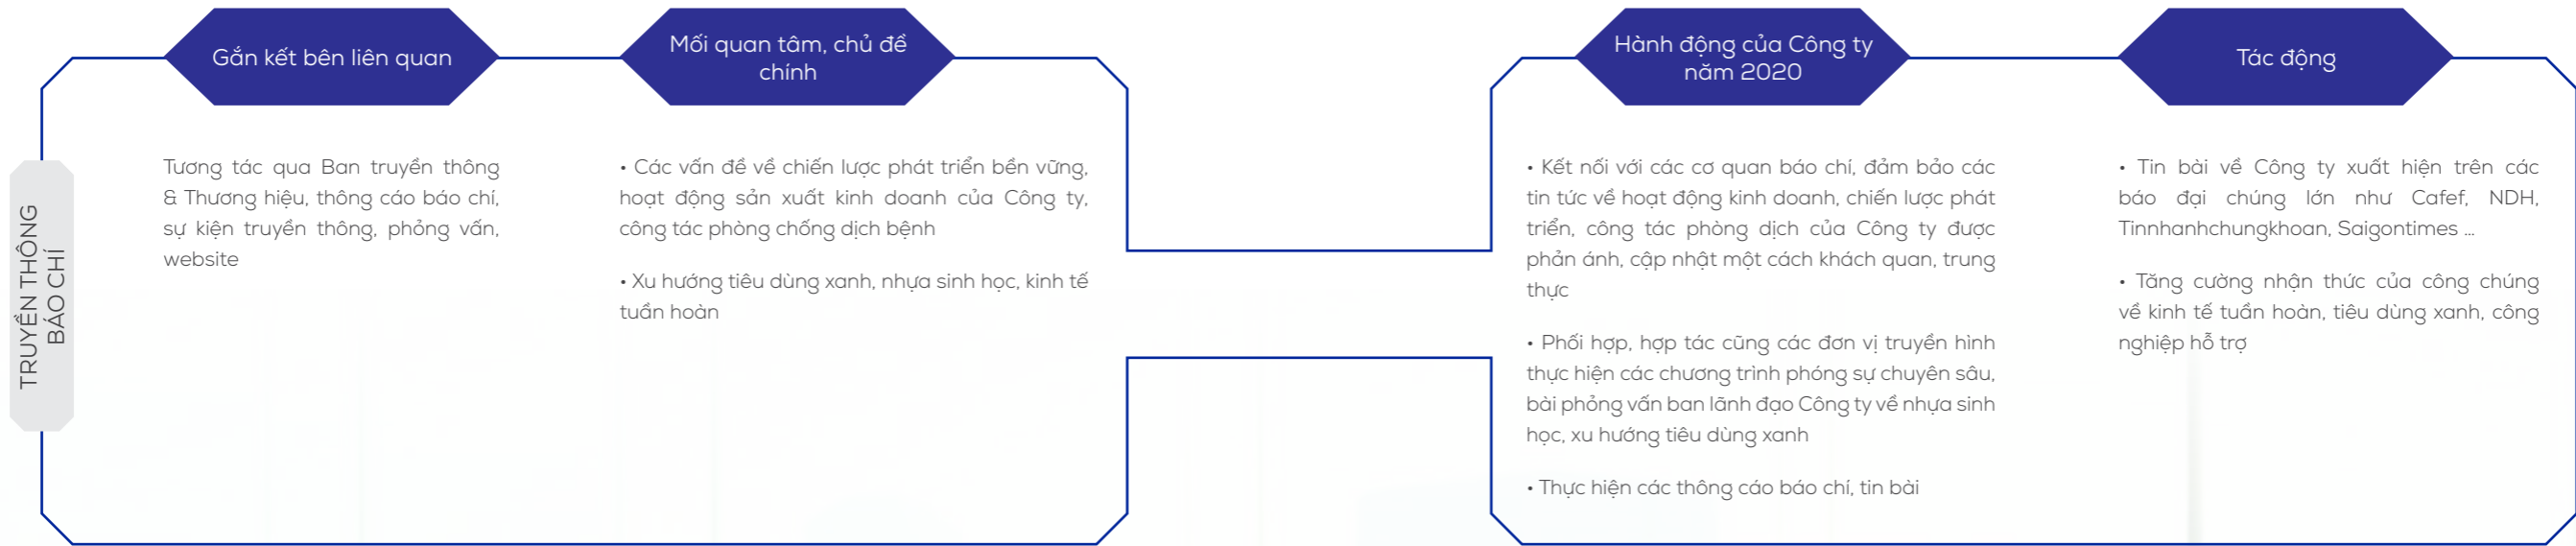 Gắn kết bên liên quan
Mối quan tâm, chủ đề
chính
Hành động của Công ty
năm 2020
Tác động
TRUYỀN THÔNG
BÁO CHÍ
Tương tác qua Ban truyền thông
& Thương hiệu, thông cáo báo chí,
sự kiện truyền thông, phỏng vấn,
website
• Các vấn đề về chiến lược phát triển bền vững,
hoạt động sản xuất kinh doanh của Công ty,
công tác phòng chống dịch bệnh
• Xu hướng tiêu dùng xanh, nhựa sinh học, kinh tế
tuần hoàn
• Kết nối với các cơ quan báo chí, đảm bảo các
tin tức về hoạt động kinh doanh, chiến lược phát
triển, công tác phòng dịch của Công ty được
phản ánh, cập nhật một cách khách quan, trung
thực
• Phối hợp, hợp tác cũng các đơn vị truyền hình
thực hiện các chương trình phóng sự chuyên sâu,
bài phỏng vấn ban lãnh đạo Công ty về nhựa sinh
học, xu hướng tiêu dùng xanh
• Thực hiện các thông cáo báo chí, tin bài
• Tin bài về Công ty xuất hiện trên các
báo đại chúng lớn như Cafef, NDH,
Tinnhanhchungkhoan, Saigontimes ...
• Tăng cường nhận thức của công chúng
về kinh tế tuần hoàn, tiêu dùng xanh, công
nghiệp hỗ trợ